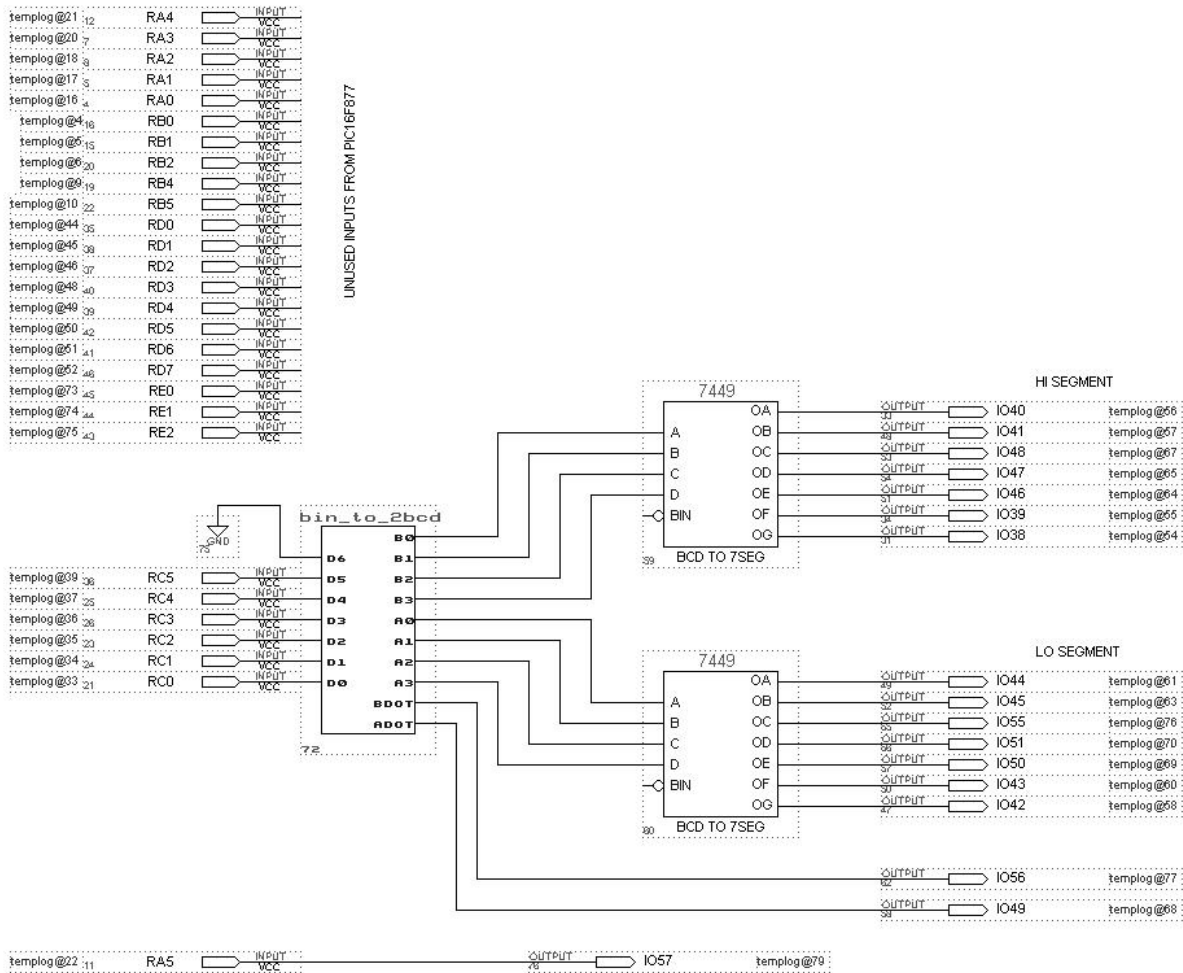 templog@21 12 RA4 INPUT VCC
templog@20 7 RA3 INPUT VCC
templog@18 8 RA2 INPUT VCC
templog@17 5 RA1 INPUT VCC
templog@16 4 RA0 INPUT VCC
templog@4 16 RB0 INPUT VCC
templog@5 15 RB1 INPUT VCC
templog@6 20 RB2 INPUT VCC
templog@9 19 RB4 INPUT VCC
templog@10 22 RB5 INPUT VCC
templog@44 35 RD0 INPUT VCC
templog@45 38 RD1 INPUT VCC
templog@46 37 RD2 INPUT VCC
templog@48 40 RD3 INPUT VCC
templog@49 39 RD4 INPUT VCC
templog@50 42 RD5 INPUT VCC
templog@51 41 RD6 INPUT VCC
templog@52 46 RD7 INPUT VCC
templog@73 45 RE0 INPUT VCC
templog@74 44 RE1 INPUT VCC
templog@75 43 RE2 INPUT VCC
UNUSED INPUTS FROM PIC16F877
GND
templog@39 36 RC5 INPUT VCC
templog@37 25 RC4 INPUT VCC
templog@36 26 RC3 INPUT VCC
templog@35 23 RC2 INPUT VCC
templog@34 24 RC1 INPUT VCC
templog@33 21 RC0 INPUT VCC
bin_to_2bcd
B0
D6 B1
D5 B2
D4 B3
D3 A0
D2 A1
D1 A2
D0 A3
BDOT
ADOT
72
7449
OA
A OB
B OC
C OD
D OE
BIN OF
OG
59 BCD TO 7SEG
HI SEGMENT
OUTPUT IO40 templog@56
OUTPUT IO41 templog@57
OUTPUT IO48 templog@67
OUTPUT IO47 templog@65
OUTPUT IO46 templog@64
OUTPUT IO39 templog@55
OUTPUT IO38 templog@54
7449
OA
A OB
B OC
C OD
D OE
BIN OF
OG
60 BCD TO 7SEG
LO SEGMENT
OUTPUT IO44 templog@61
OUTPUT IO45 templog@63
OUTPUT IO55 templog@76
OUTPUT IO51 templog@70
OUTPUT IO50 templog@69
OUTPUT IO43 templog@60
OUTPUT IO42 templog@58
OUTPUT 62 IO56 templog@77
OUTPUT IO49 templog@68
templog@22 11 RA5 INPUT VCC OUTPUT IO57 templog@79